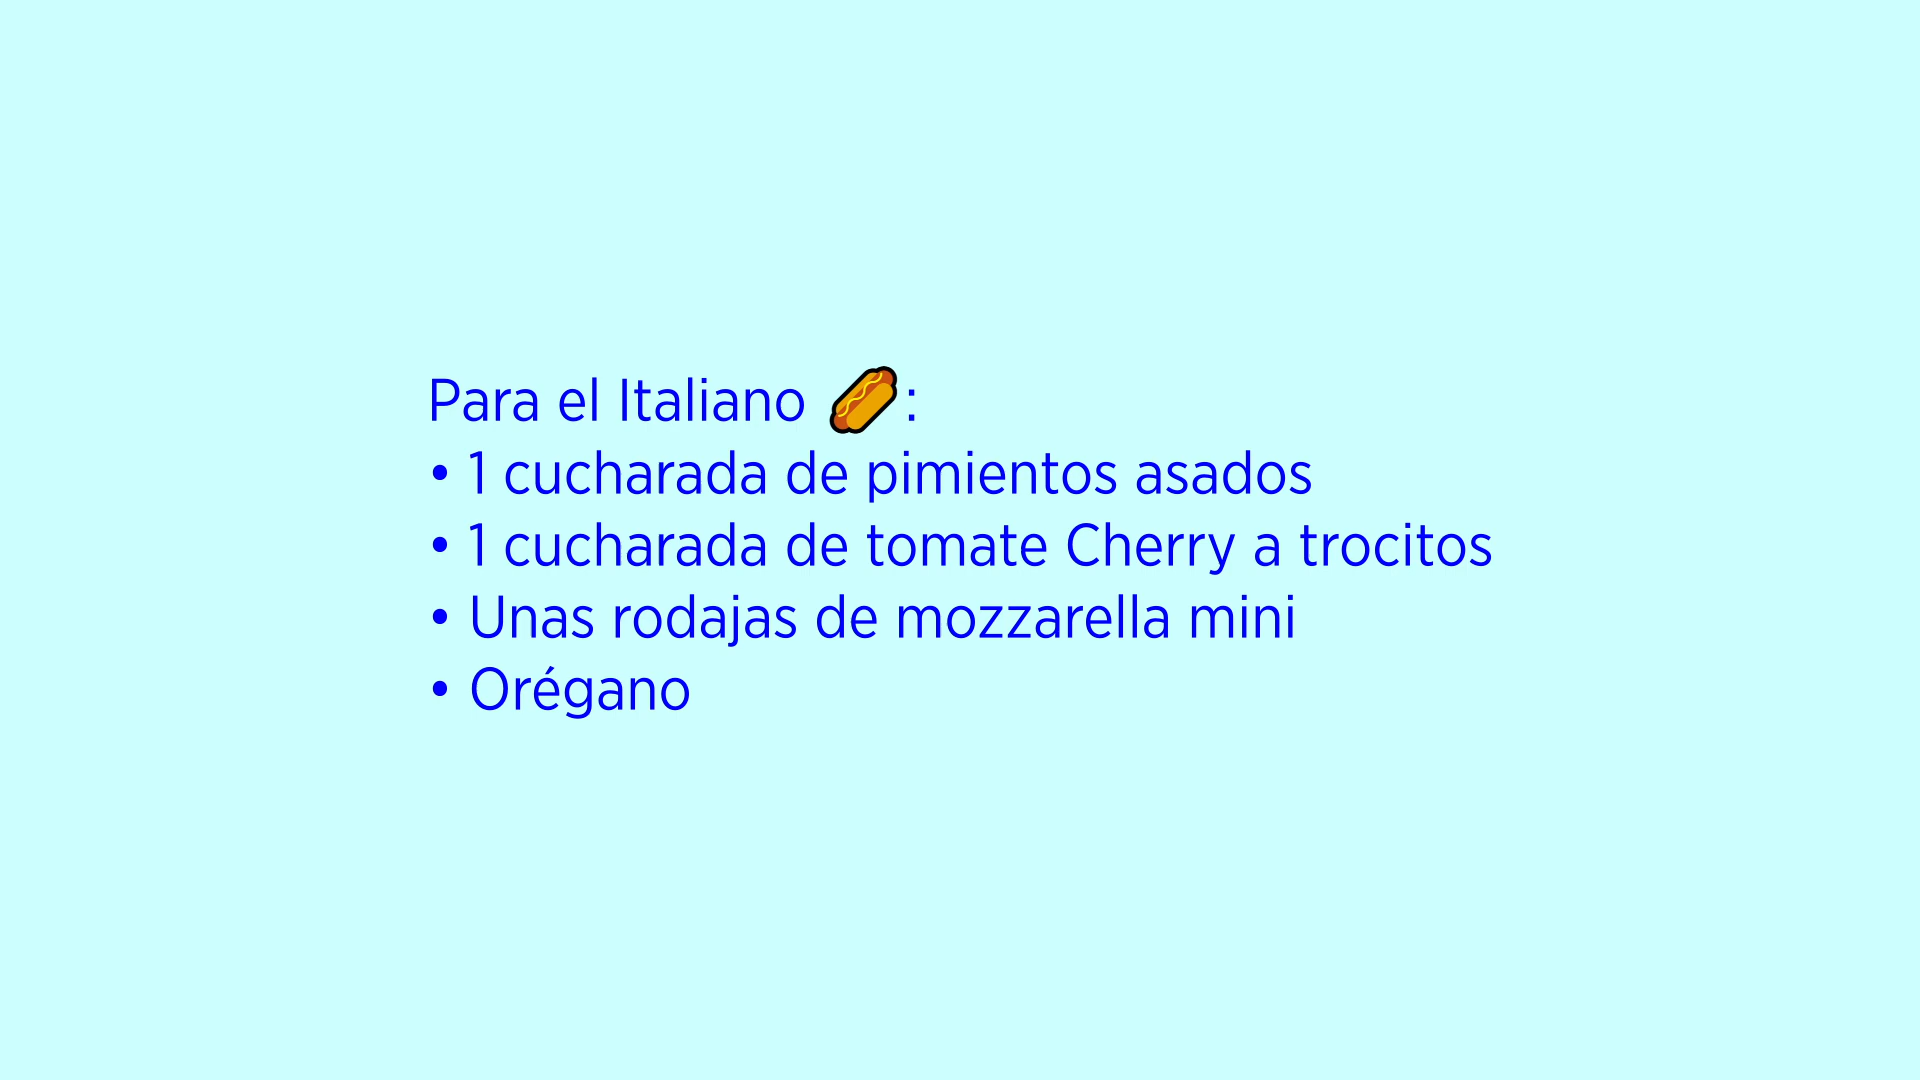 Para el Italiano 🌭:
• 1 cucharada de pimientos asados
• 1 cucharada de tomate Cherry a trocitos
• Unas rodajas de mozzarella mini
• Orégano